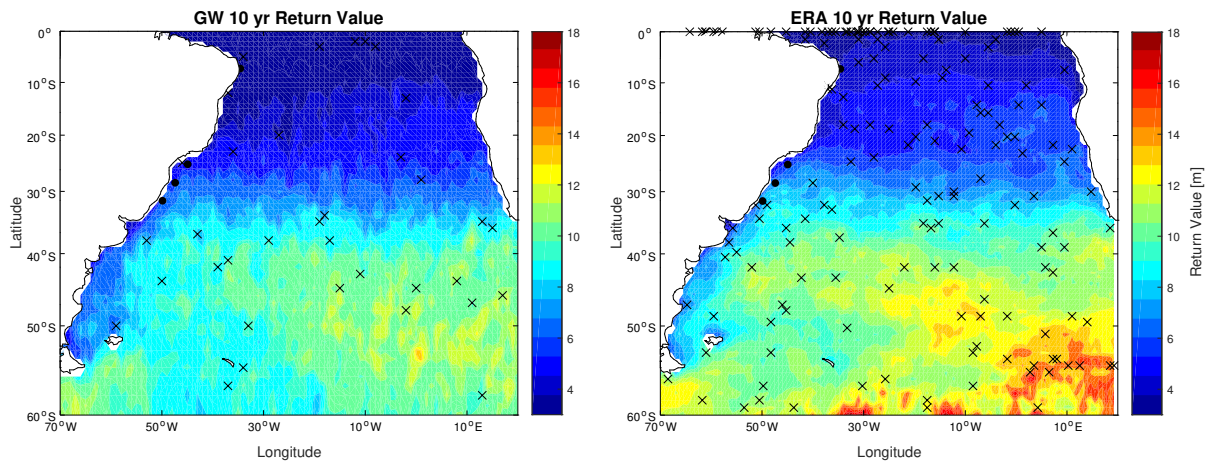 GW 10 yr Return Value
0°
10°S
20°S
30°S
40°S
50°S
60°S
Latitude
70°W
50°W
30°W
10°W
10°E
Longitude
18
16
14
12
10
8
6
4
ERA 10 yr Return Value
0°
10°S
20°S
30°S
40°S
50°S
60°S
Latitude
70°W
50°W
30°W
10°W
10°E
Longitude
18
16
14
12
10
8
6
4
Return Value [m]